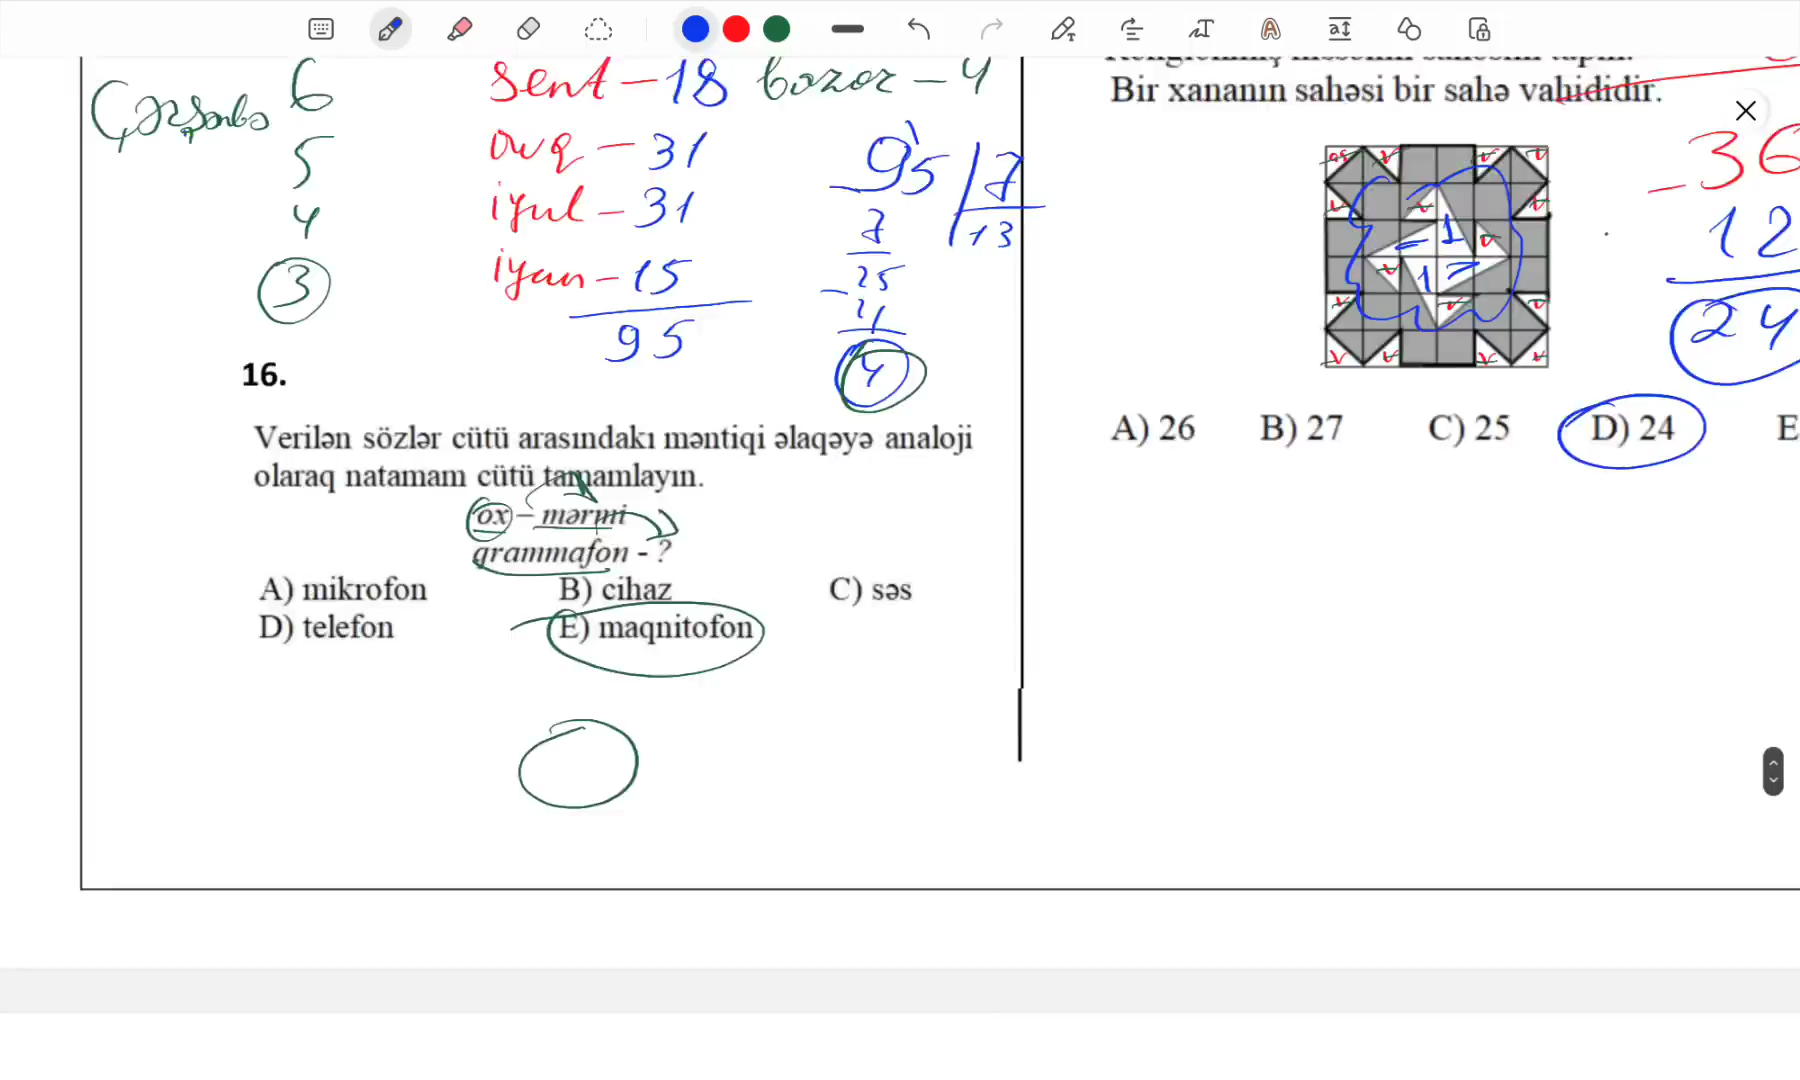 Çərşənbə
6
5
4
3
sent – 18
avq – 31
iyul – 31
iyun – 15
95
bazar – 4
95 / 7
13
7
25
21
4
16.
Verilən sözlər cütü arasındakı məntiqi əlaqəyə analoji
olaraq natamam cütü tamamlayın.
ox – mərmi
qrammafon - ?
A) mikrofon B) cihaz C) səs
D) telefon E) maqnitofon
Bir xananın sahəsi bir sahə vahididir.
1
1
– 36
12
24
A) 26 B) 27 C) 25 D) 24 E